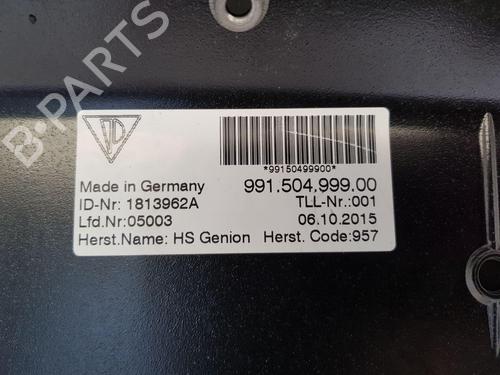 B-PARTS
*99150499900*
Made in Germany 991.504.999.00
ID-Nr: 1813962A TLL-Nr.:001
Lfd.Nr:05003 06.10.2015
Herst.Name: HS Genion Herst. Code:957